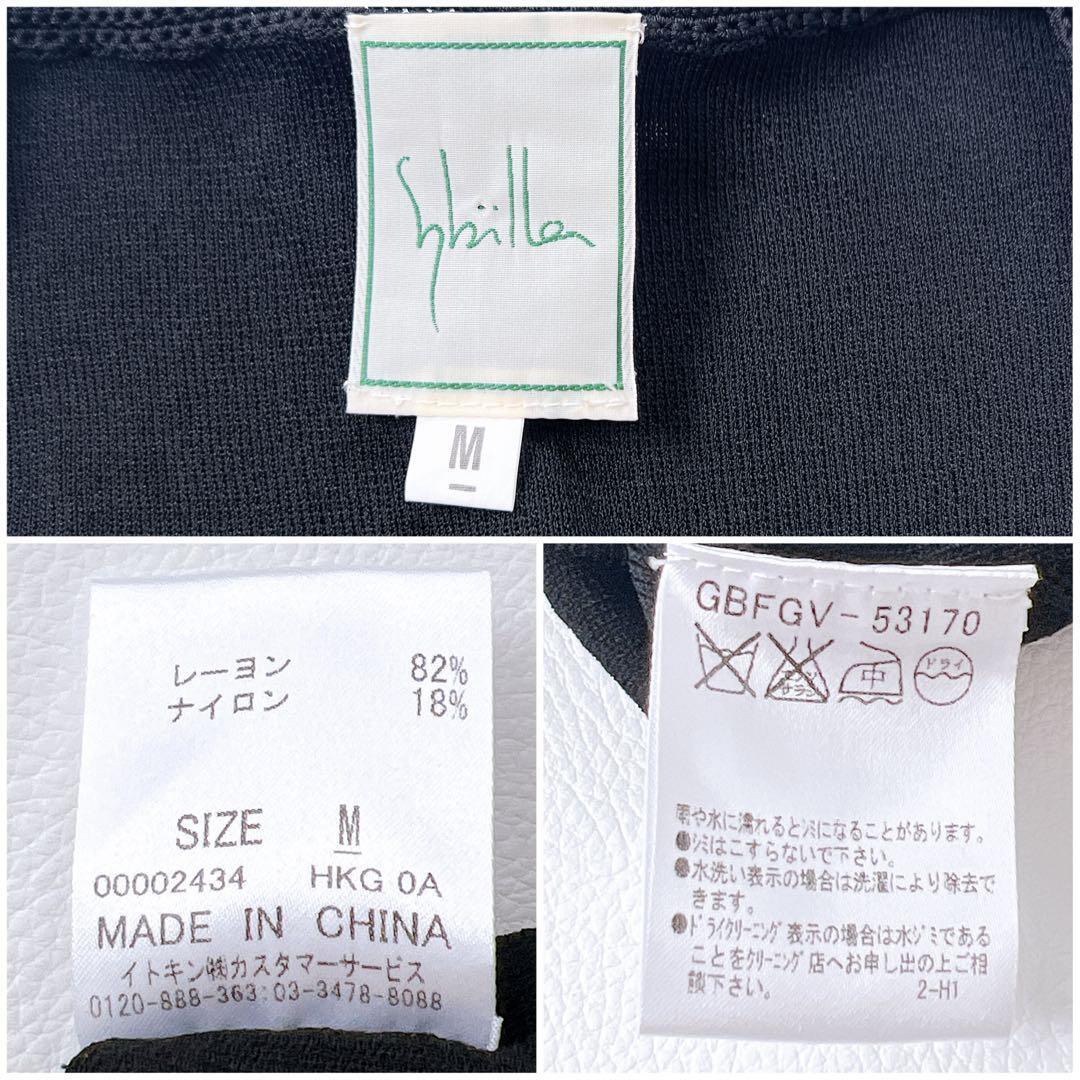 Sybilla
M
レーヨン 82%
ナイロン 18%
SIZE M
00002434 HKG 0A
MADE IN CHINA
イトキン㈱カスタマーサービス
0120-888-363:03-3478-8088
GBFGV-53170
エンソサラシ 中 ドライ
雨や水に濡れるとシミになることがあります。
●シミはこすらないで下さい。
●水洗い表示の場合は洗濯により除去で
きます。
●ドライクリーニング表示の場合は水ジミである
ことをクリーニング店へお申し出の上ご相
談下さい。 2-H1